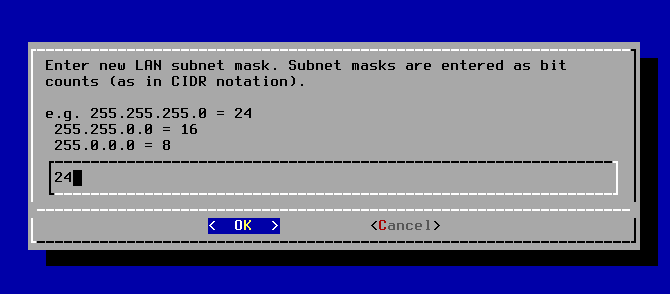 Enter new LAN subnet mask. Subnet masks are entered as bit
counts (as in CIDR notation).
e.g. 255.255.255.0 = 24
255.255.0.0 = 16
255.0.0.0 = 8
24
< OK > <Cancel>